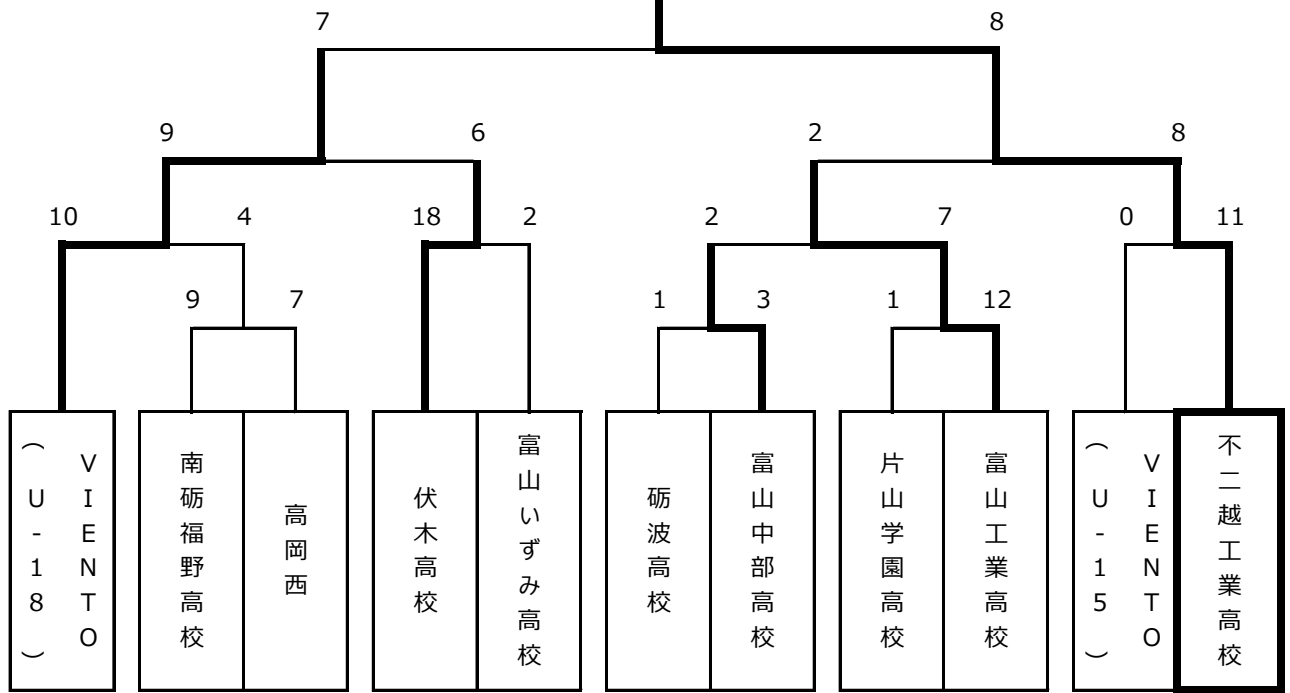 7 8
9 6 2 8
10 4 18 2 2 7 0 11
9 7 1 3 1 12
VIENTO
(U-18)
南砺福野高校
高岡西
伏木高校
富山いずみ高校
砺波高校
富山中部高校
片山学園高校
富山工業高校
VIENTO
(U-15)
不二越工業高校